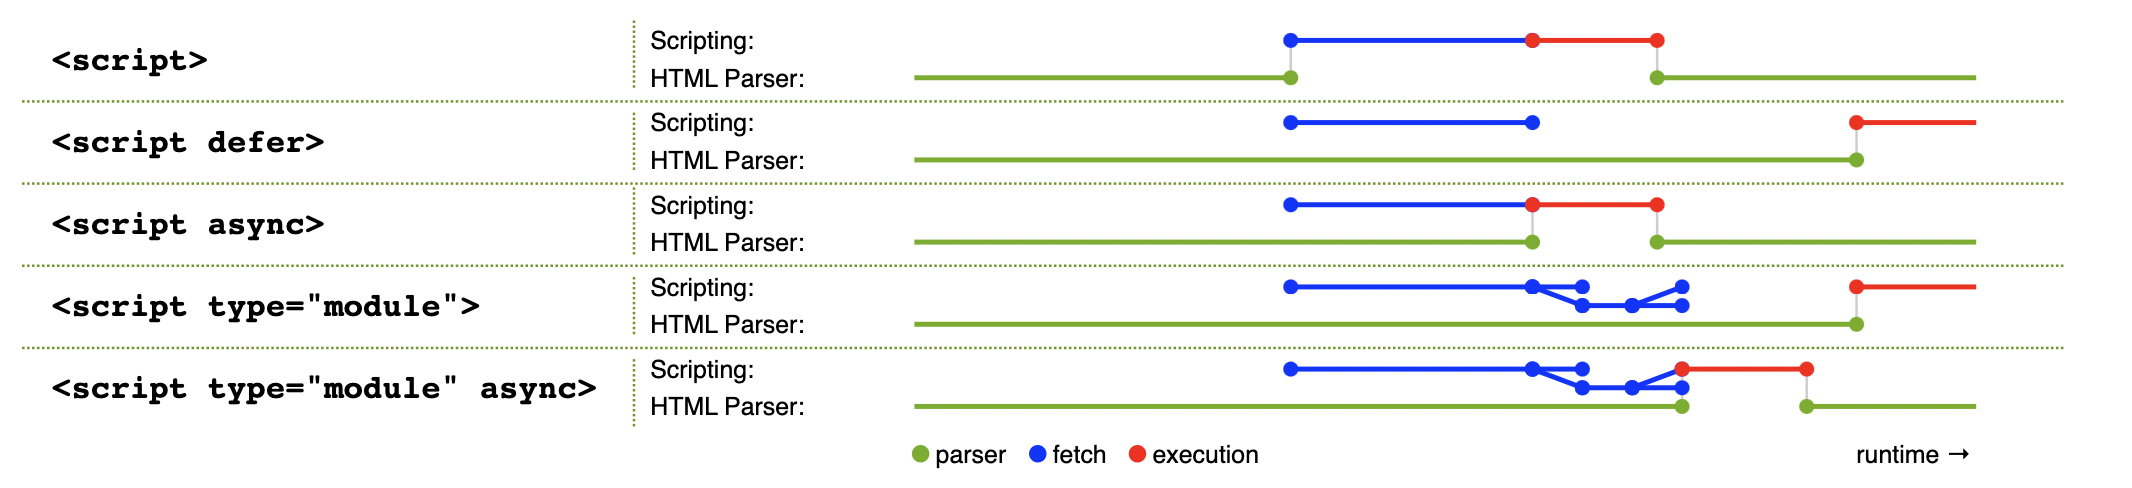 <script>
Scripting:
HTML Parser:
<script defer>
Scripting:
HTML Parser:
<script async>
Scripting:
HTML Parser:
<script type="module">
Scripting:
HTML Parser:
<script type="module" async>
Scripting:
HTML Parser:
parser fetch execution runtime →